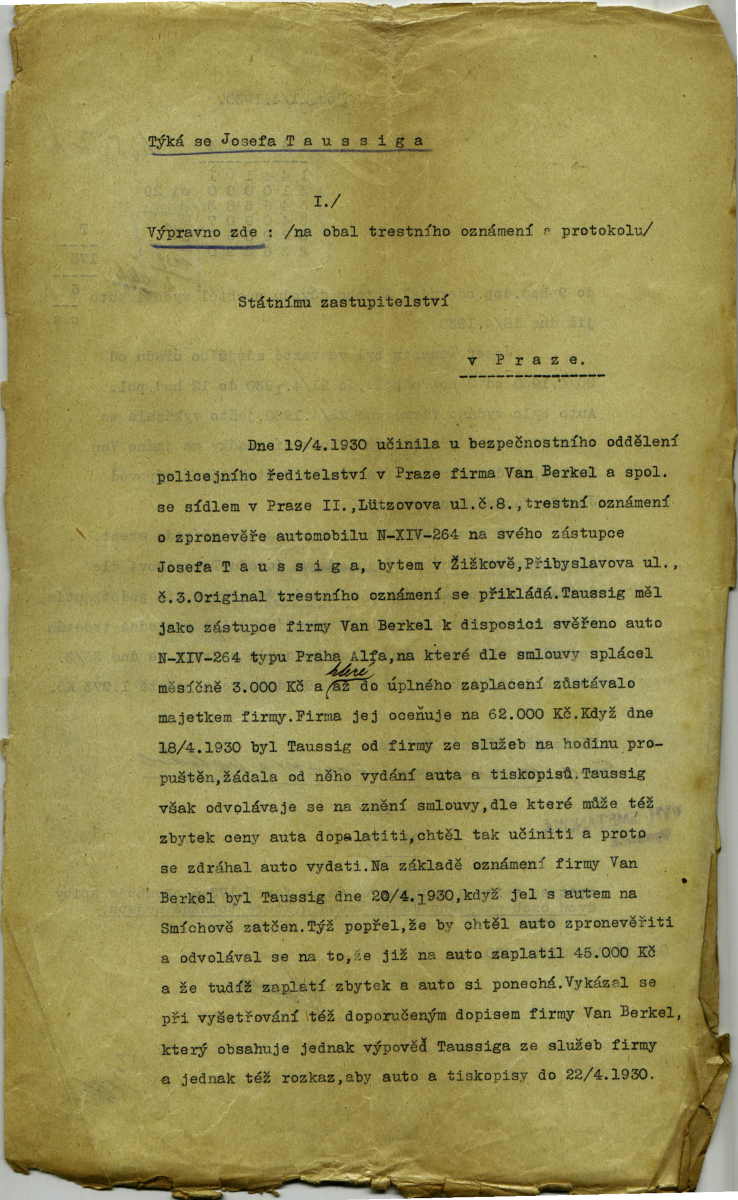 Týká se Josefa T a u s s i g a
I./
Výpravno zde : /na obal trestního oznámení a protokolu/
Státnímu zastupitelství
v P r a z e.
Dne 19/4.1930 učinila u bezpečnostního oddělení
policejního ředitelství v Praze firma Van Berkel a spol.
se sídlem v Praze II.,Lützovova ul.č.8.,trestní oznámení
o zpronevěře automobilu N-XIV-264 na svého zástupce
Josefa T a u s s i g a, bytem v Žižkově,Přibyslavova ul.,
č.3.Original trestního oznámení se přikládá.Taussig měl
jako zástupce firmy Van Berkel k disposici svěřeno auto
N-XIV-264 typu Praha Alfa,na které dle smlouvy splácel
které
měsíčně 3.000 Kč a až do úplného zaplacení zůstávalo
majetkem firmy.Firma jej oceňuje na 62.000 Kč.Když dne
18/4.1930 byl Taussig od firmy ze služeb na hodinu pro-
puštěn,žádala od něho vydání auta a tiskopisů.Taussig
však odvolávaje se na znění smlouvy,dle které může též
zbytek ceny auta dopalatiti,chtěl tak učiniti a proto
se zdráhal auto vydati.Na základě oznámení firmy Van
Berkel byl Taussig dne 20/4.1930,když jel s autem na
Smíchově zatčen.Týž popřel,že by chtěl auto zpronevěřiti
a odvolával se na to,že již na auto zaplatil 45.000 Kč
a že tudíž zaplatí zbytek a auto si ponechá.Vykázal se
při vyšetřování též doporučeným dopisem firmy Van Berkel,
který obsahuje jednak výpověď Taussiga ze služeb firmy
a jednak též rozkaz,aby auto a tiskopisy do 22/4.1930.